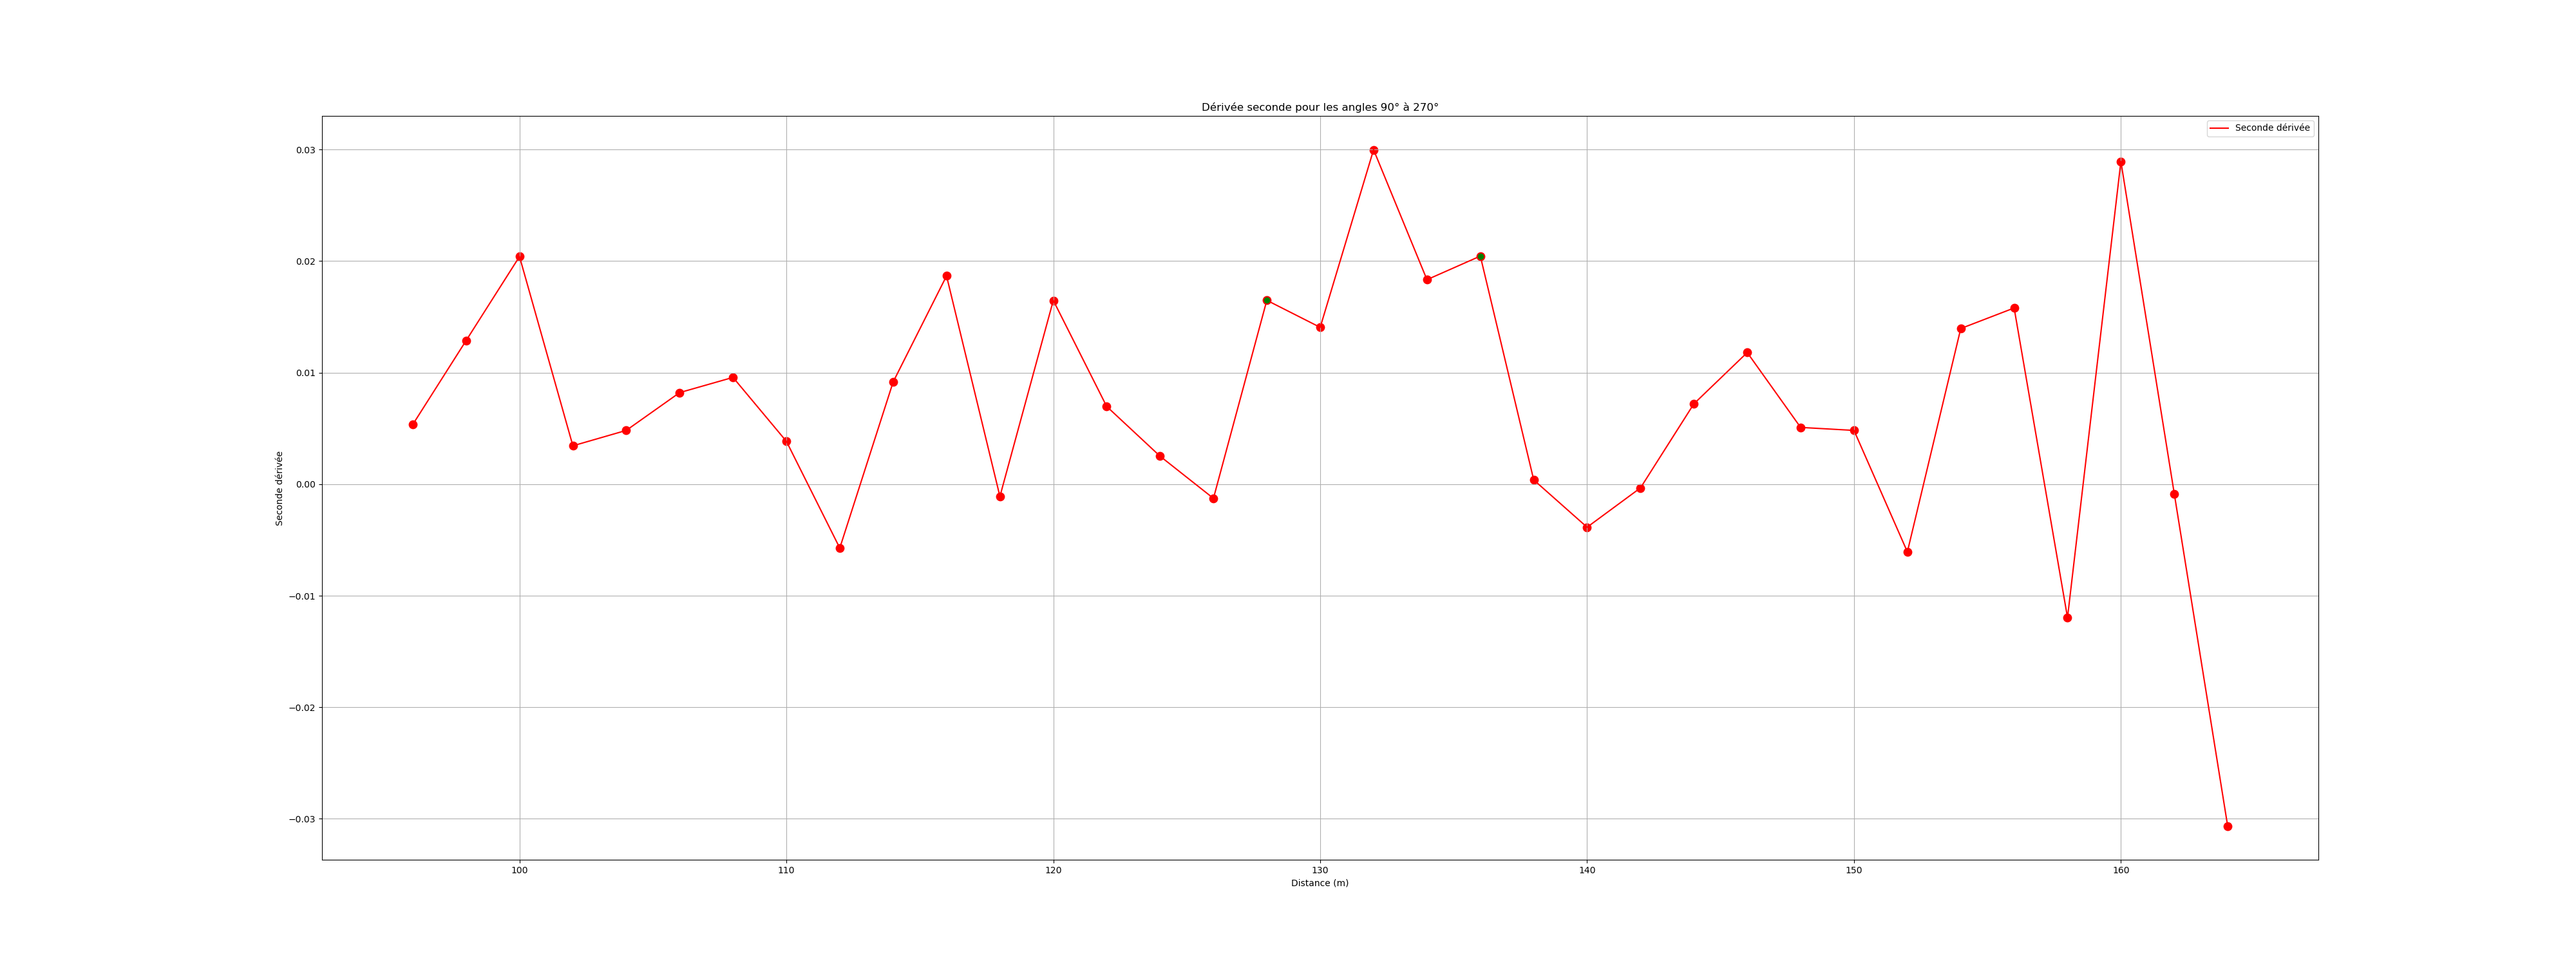 Dérivée seconde pour les angles 90° à 270°
Seconde dérivée
0.03
0.02
0.01
0.00
−0.01
−0.02
−0.03
Seconde dérivée
100 110 120 130 140 150 160
Distance (m)